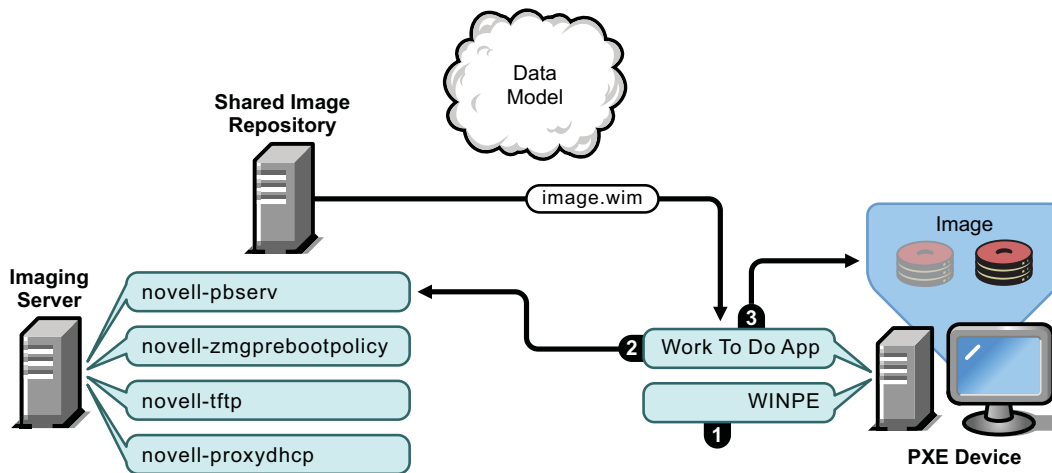 Data
Model
Shared Image
Repository
image.wim
Image
Imaging
Server
novell-pbserv
novell-zmgprebootpolicy
novell-tftp
novell-proxydhcp
3
2
Work To Do App
WINPE
1
PXE Device